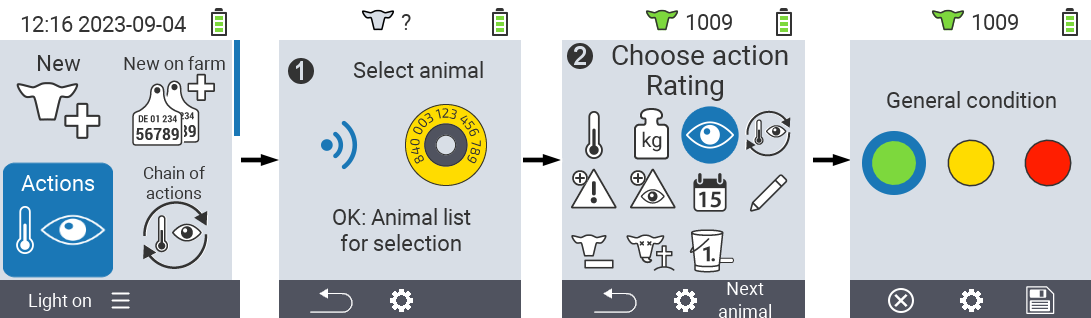 12:16 2023-09-04
New
New on farm
DE 01 234
56789
234
39
Actions
Chain of
actions
Light on
?
1
Select animal
840 003 123 456 789
OK: Animal list
for selection
1009
2
Choose action
Rating
kg
!
15
1.
Next
animal
1009
General condition